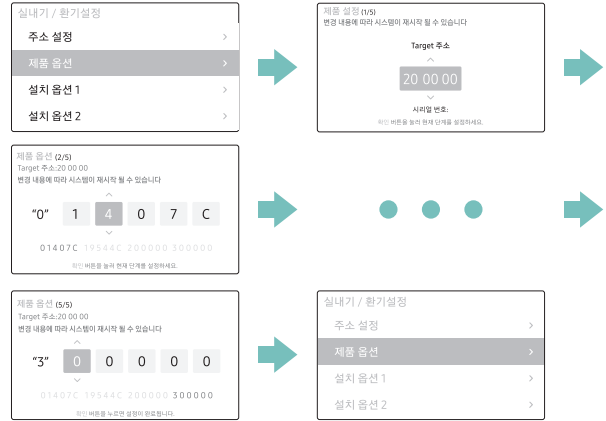 실내기 / 환기설정
주소 설정 >
제품 옵션 >
설치 옵션 1 >
설치 옵션 2 >
제품 설정 (1/5)
변경 내용에 따라 시스템이 재시작 될 수 있습니다
Target 주소
20 00 00
시리얼 번호:
확인 버튼을 눌러 현재 단계를 설정하세요.
제품 옵션 (2/5)
Target 주소:20 00 00
변경 내용에 따라 시스템이 재시작 될 수 있습니다
“0” 1 4 0 7 C
01407C 19544C 200000 300000
확인 버튼을 눌러 현재 단계를 설정하세요.
제품 옵션 (5/5)
Target 주소:20 00 00
변경 내용에 따라 시스템이 재시작 될 수 있습니다
“3” 0 0 0 0 0
01407C 19544C 200000 300000
확인 버튼을 누르면 설정이 완료됩니다.
실내기 / 환기설정
주소 설정 >
제품 옵션 >
설치 옵션 1 >
설치 옵션 2 >